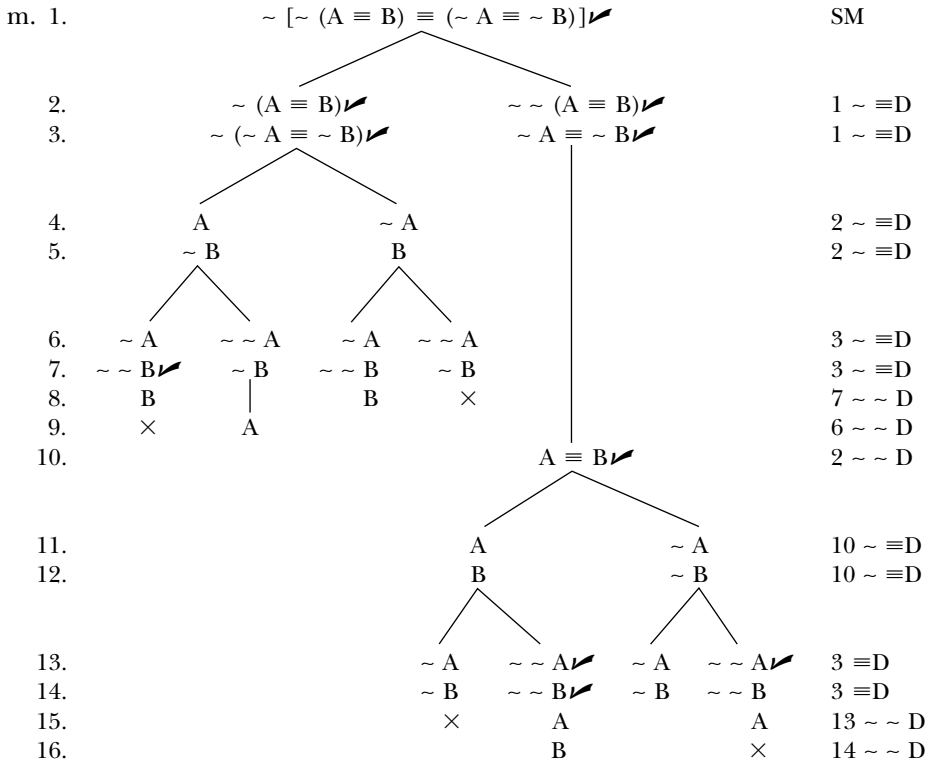 m. 1. ~ [~ (A ≡ B) ≡ (~ A ≡ ~ B)]✔ SM
2. ~ (A ≡ B)✔ ~ ~ (A ≡ B)✔ 1 ~ ≡D
3. ~ (~ A ≡ ~ B)✔ ~ A ≡ ~ B✔ 1 ~ ≡D
4. A ~ A 2 ~ ≡D
5. ~ B B 2 ~ ≡D
6. ~ A ~ ~ A ~ A ~ ~ A 3 ~ ≡D
7. ~ ~ B✔ ~ B ~ ~ B ~ B 3 ~ ≡D
8. B B × 7 ~ ~ D
9. × A 6 ~ ~ D
10. A ≡ B✔ 2 ~ ~ D
11. A ~ A 10 ~ ≡D
12. B ~ B 10 ~ ≡D
13. ~ A ~ ~ A✔ ~ A ~ ~ A✔ 3 ≡D
14. ~ B ~ ~ B✔ ~ B ~ ~ B 3 ≡D
15. × A A 13 ~ ~ D
16. B × 14 ~ ~ D